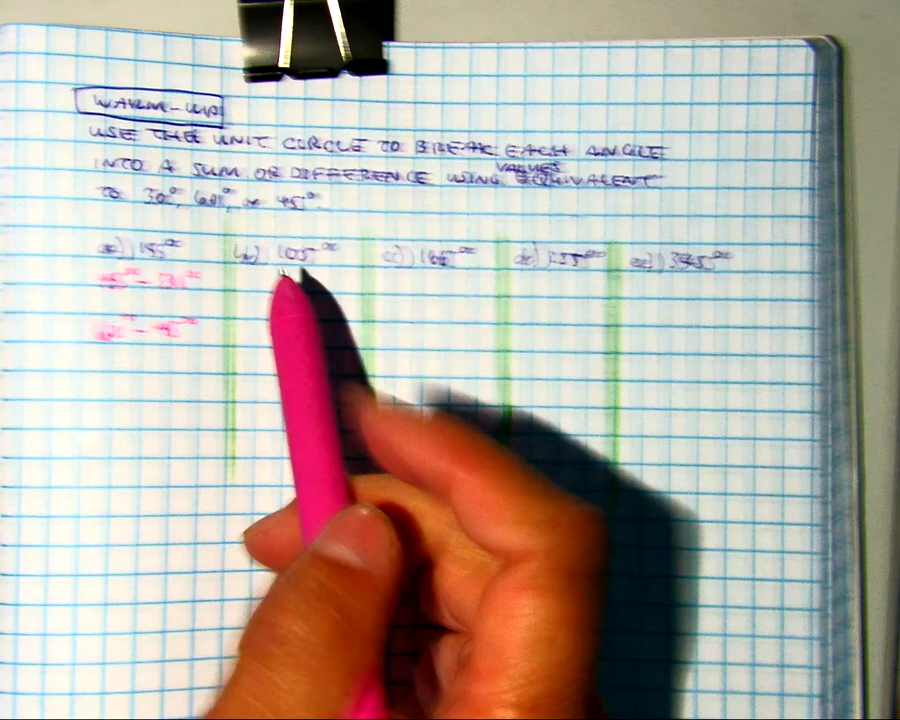 WARM-UP
USE THE UNIT CIRCLE TO BREAK EACH ANGLE
INTO A SUM OR DIFFERENCE USING VALUES EQUIVALENT
TO 30°, 60°, or 45°.
a) 15° b) 105° c) 165° d) e) 345°
45° - 30°
60° - 45°